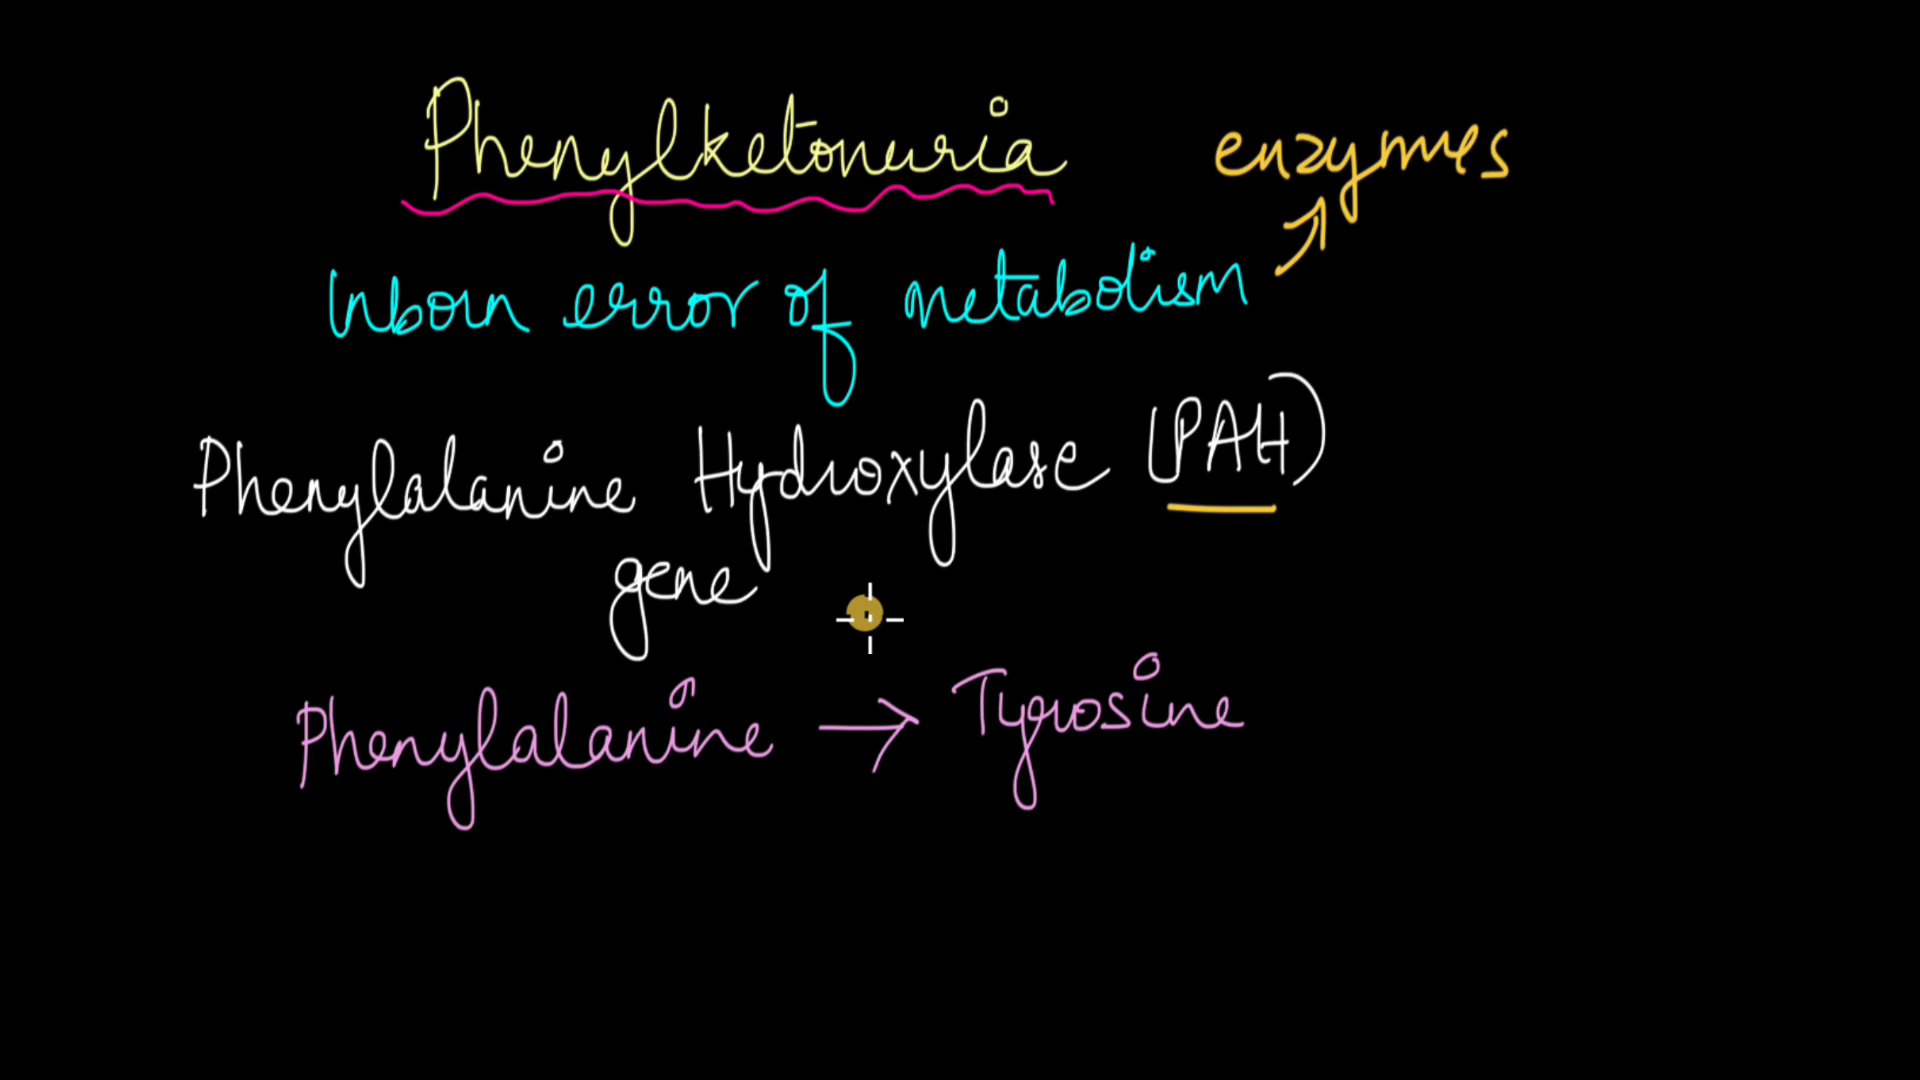 Phenylketonuria
enzymes
Inborn error of metabolism
Phenylalanine Hydroxylase (PAH)
gene
Phenylalanine → Tyrosine